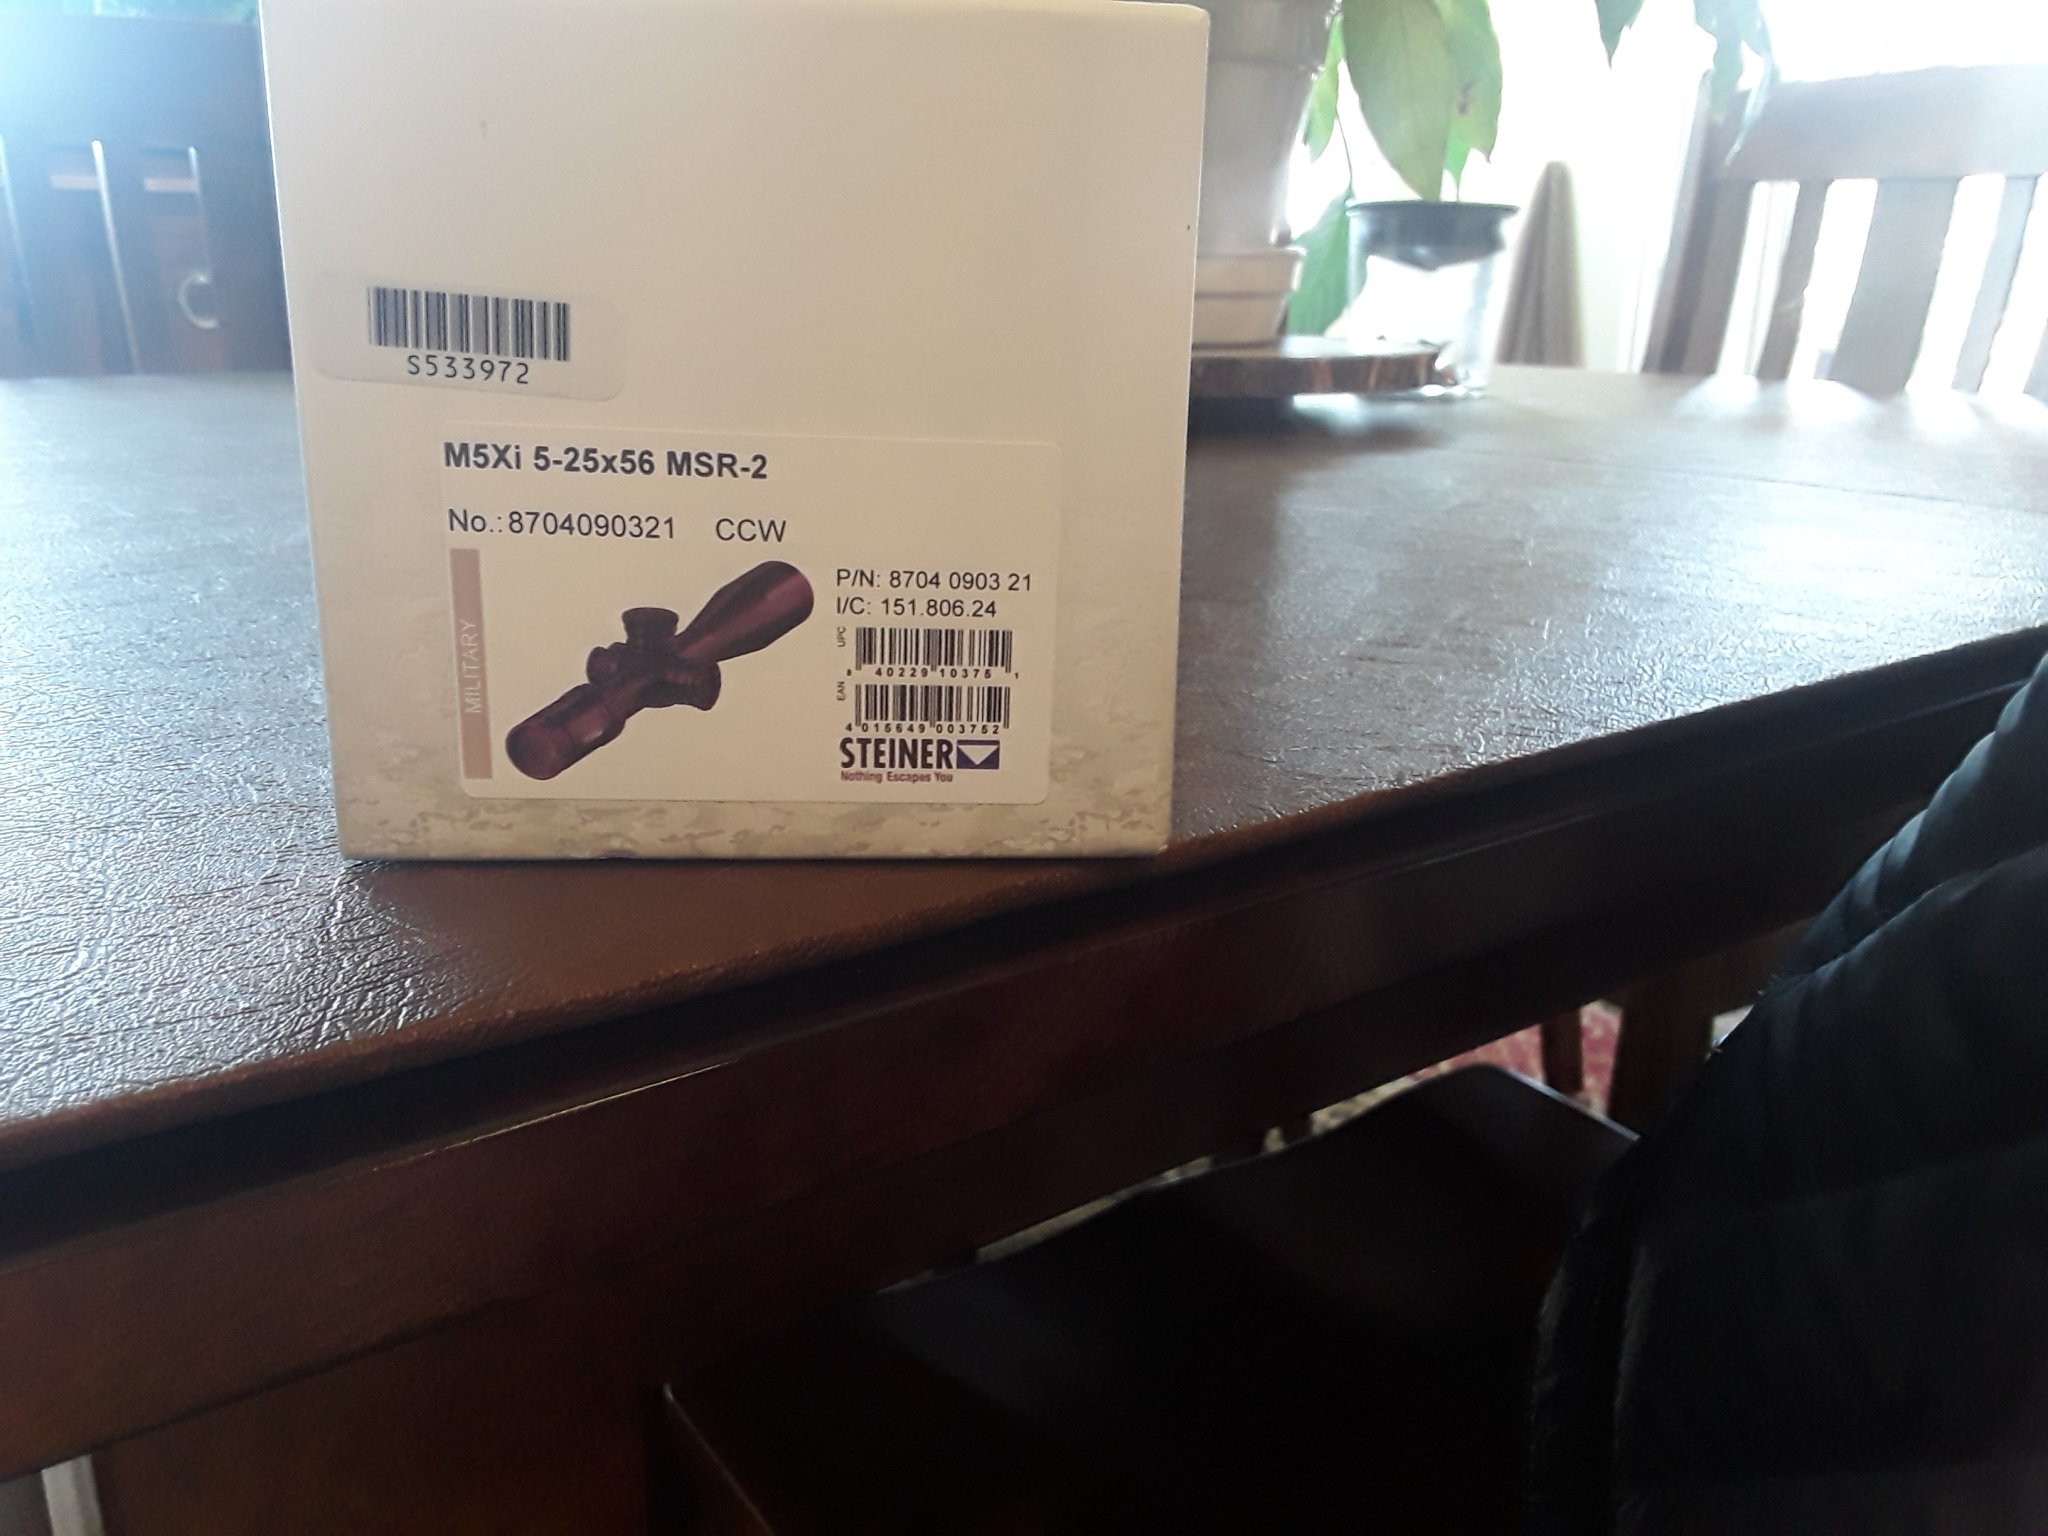 S533972
M5Xi 5-25x56 MSR-2
No.:8704090321 CCW
MILITARY
P/N: 8704 0903 21
I/C: 151.806.24
UPC
8 40229 10375 1
EAN
4 015649 003752
STEINER
Nothing Escapes You